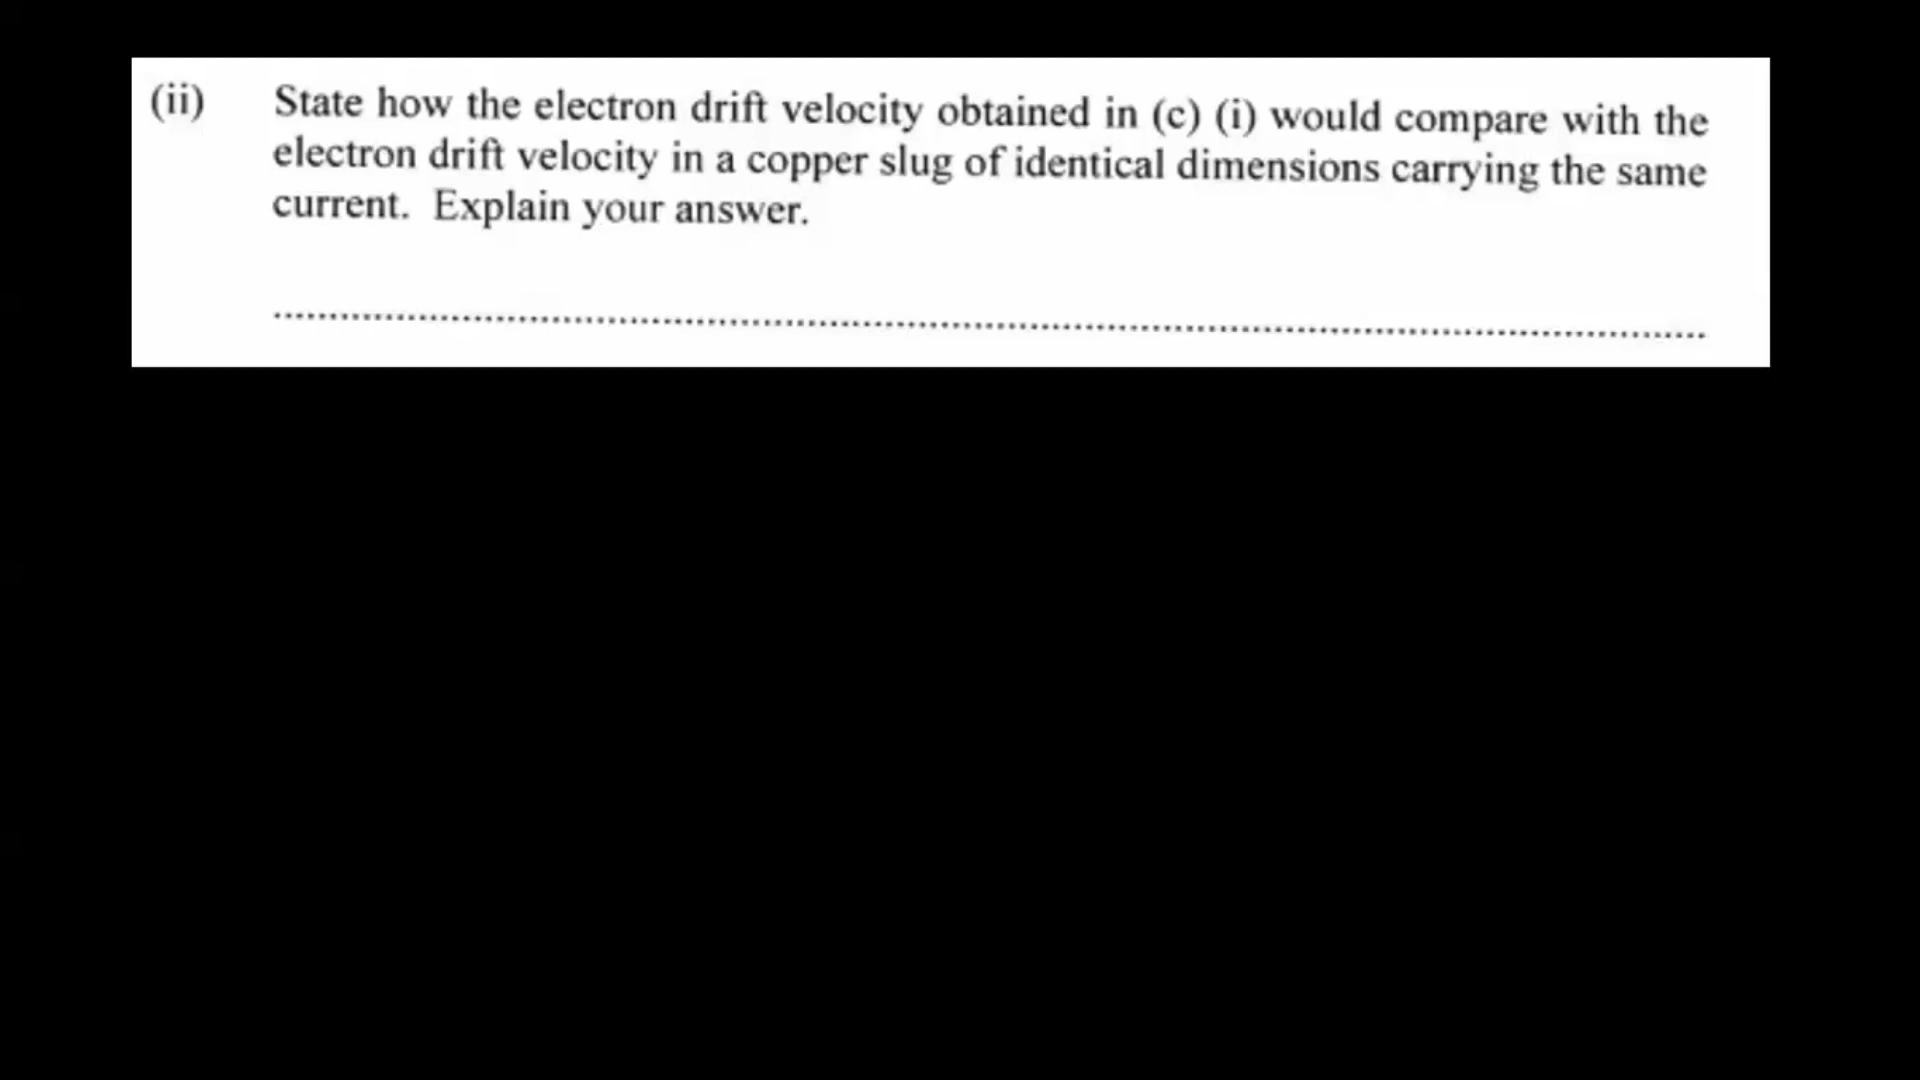 (ii) State how the electron drift velocity obtained in (c) (i) would compare with the
electron drift velocity in a copper slug of identical dimensions carrying the same
current. Explain your answer.